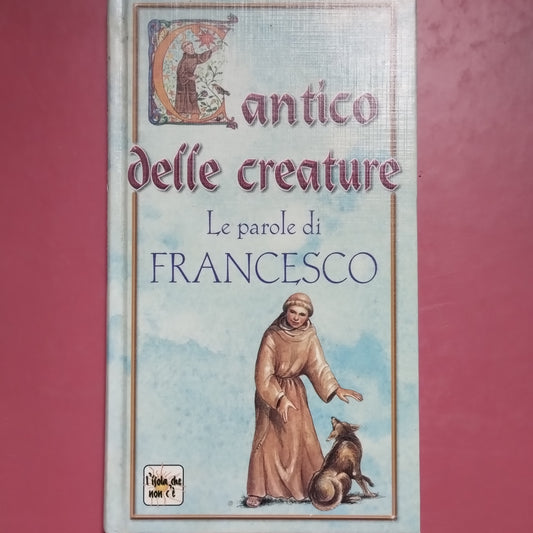 Cantico
delle creature
Le parole di
FRANCESCO
l'isola che
non c'è